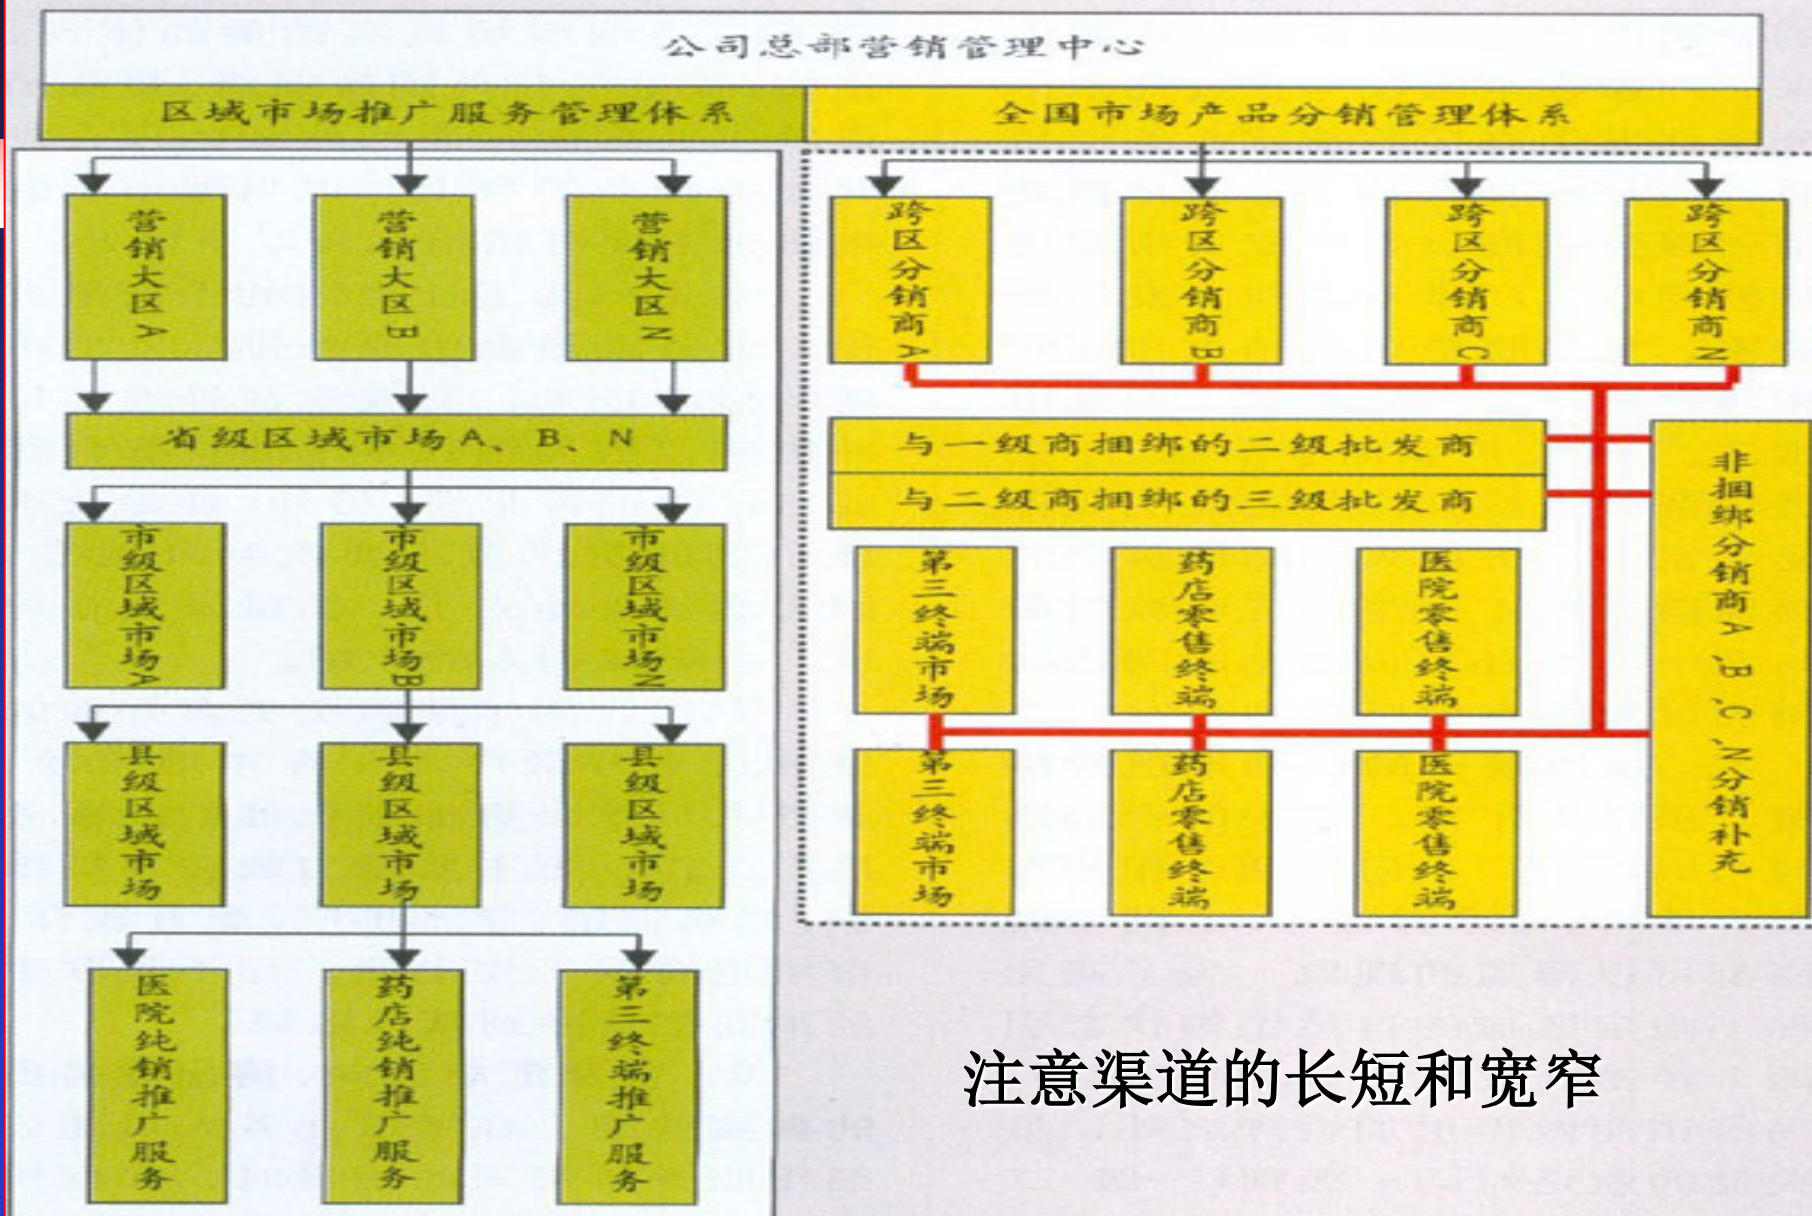 公司总部营销管理中心
区域市场推广服务管理体系
全国市场产品分销管理体系
营销大区A
营销大区B
营销大区N
省级区域市场A、B、N
市级区域市场A
市级区域市场B
市级区域市场N
县级区域市场
县级区域市场
县级区域市场
医院纯销推广服务
药店纯销推广服务
第三终端推广服务
跨区分销商A
跨区分销商B
跨区分销商C
跨区分销商N
与一级商捆绑的二级批发商
与二级商捆绑的三级批发商
第三终端市场
药店零售终端
医院零售终端
第三终端市场
药店零售终端
医院零售终端
非捆绑分销商A、B、C、N分销补充
注意渠道的长短和宽窄